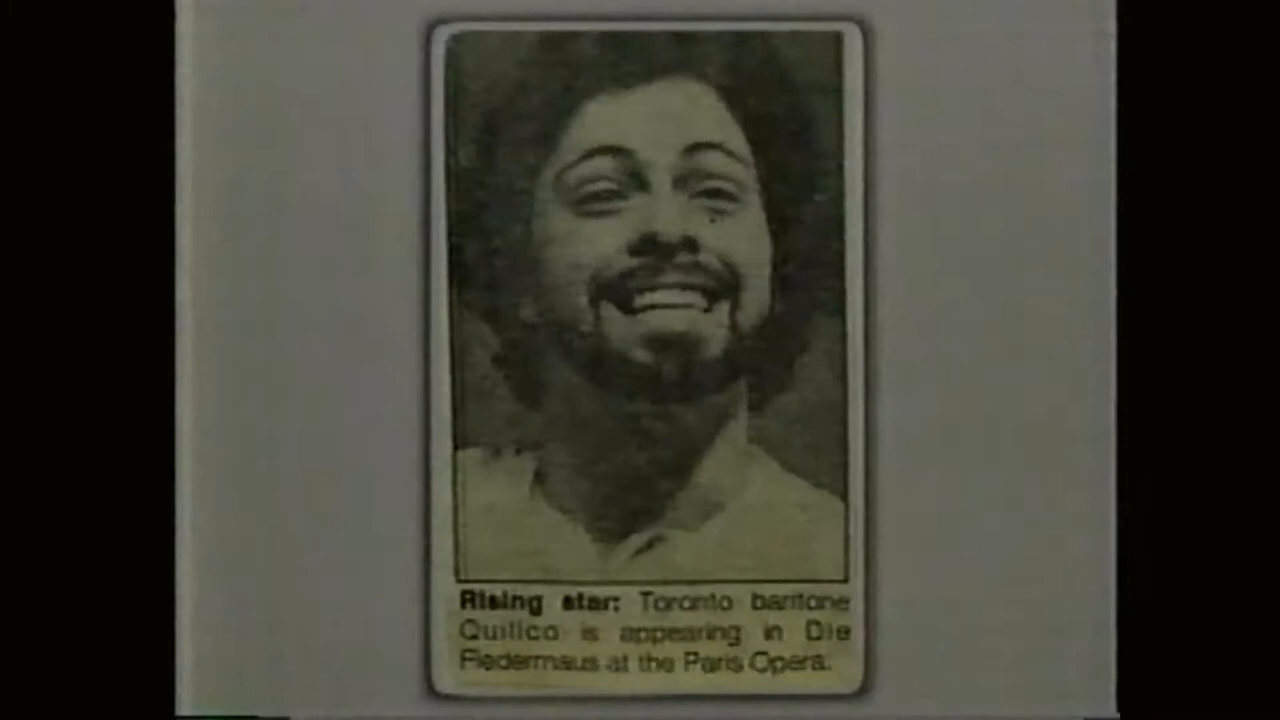 Rising star: Toronto baritone
Quilico is appearing in Die
Fledermaus at the Paris Opera.